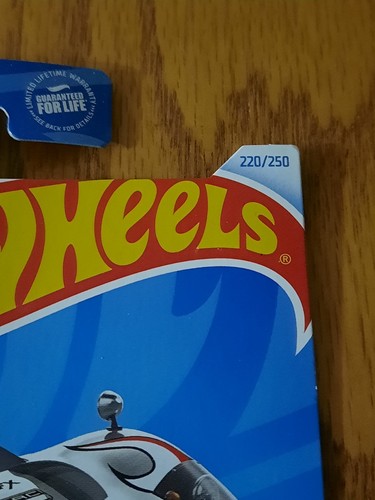 LIMITED LIFETIME WARRANTY
GUARANTEED
FOR LIFE
SEE BACK FOR DETAILS
220/250
WHEELS®